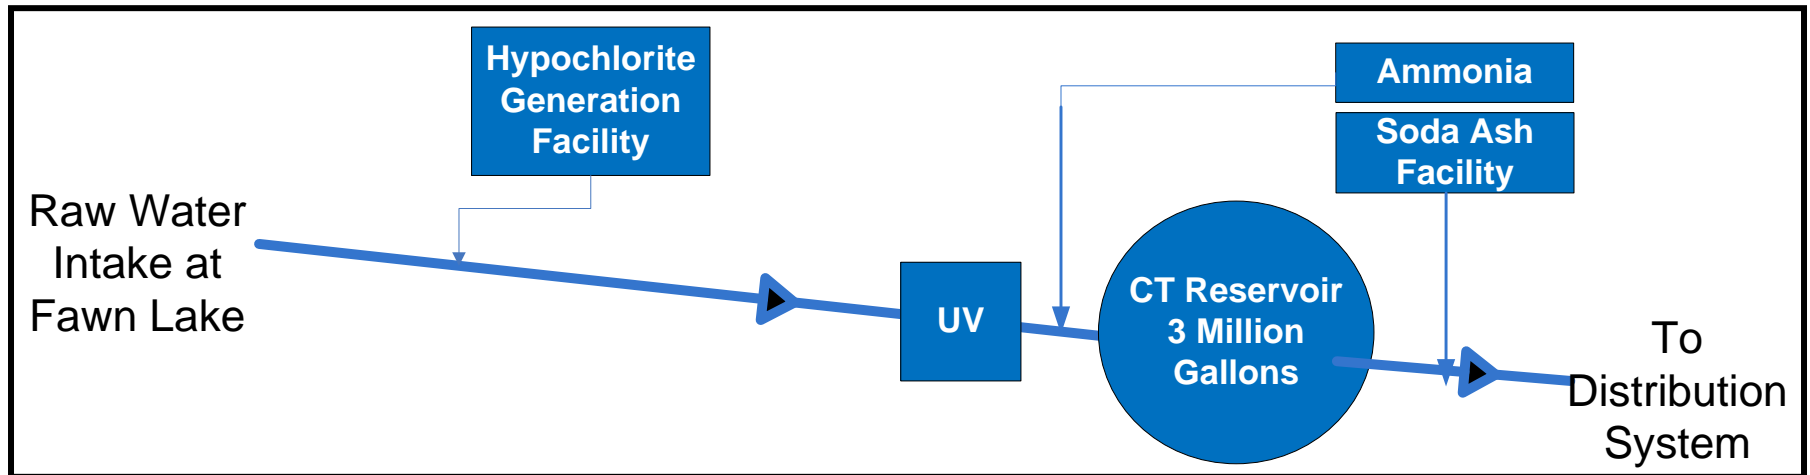 Raw Water
Intake at
Fawn Lake
Hypochlorite
Generation
Facility
UV
Ammonia
Soda Ash
Facility
CT Reservoir
3 Million
Gallons
To
Distribution
System